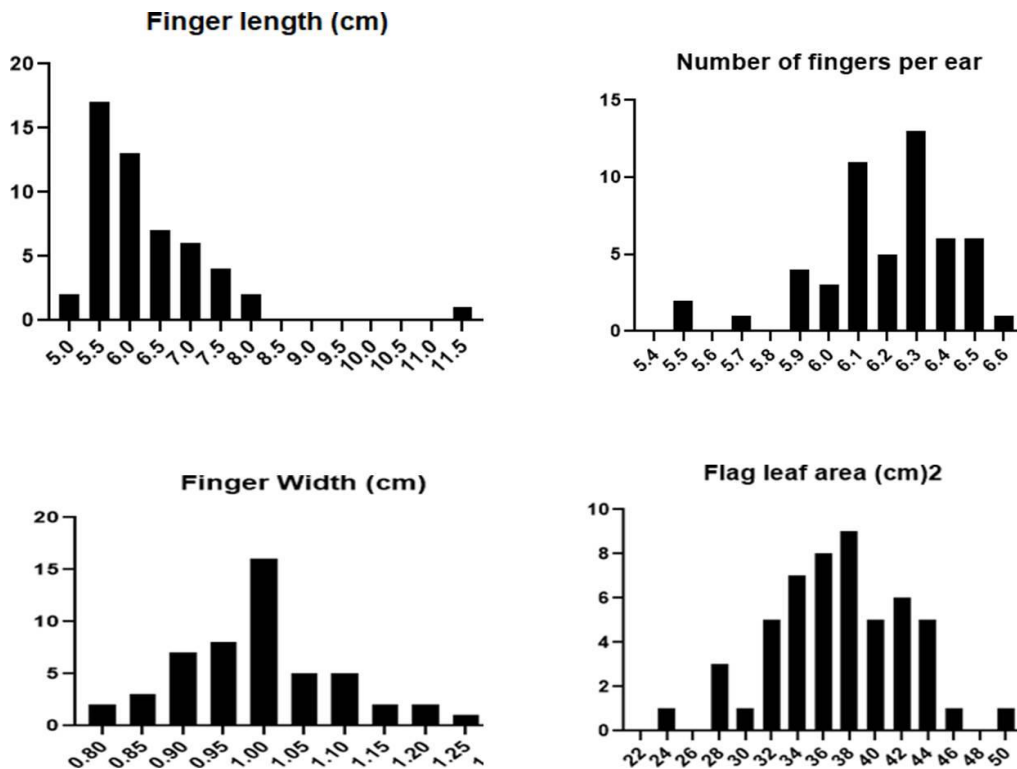 Finger length (cm)
20
15
10
5
0
5.0 5.5 6.0 6.5 7.0 7.5 8.0 8.5 9.0 9.5 10.0 10.5 11.0 11.5
Number of fingers per ear
15
10
5
0
5.4 5.5 5.6 5.7 5.8 5.9 6.0 6.1 6.2 6.3 6.4 6.5 6.6
Finger Width (cm)
20
15
10
5
0
0.80 0.85 0.90 0.95 1.00 1.05 1.10 1.15 1.20 1.25
Flag leaf area (cm)2
10
8
6
4
2
0
22 24 26 28 30 32 34 36 38 40 42 44 46 48 50